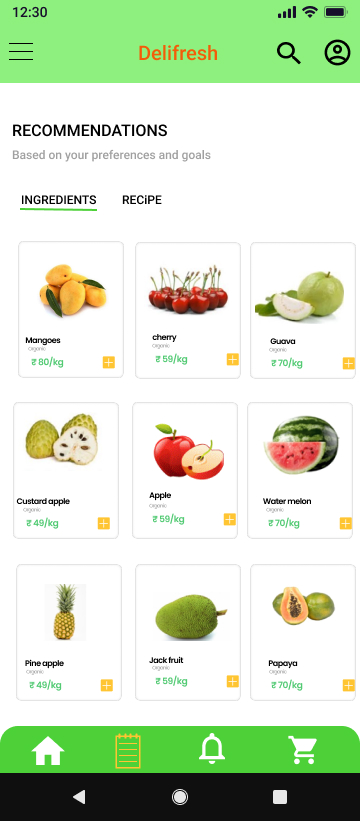 12:30
Delifresh
RECOMMENDATIONS
Based on your preferences and goals
INGREDIENTS RECIPE
Mangoes
Organic
₹ 80/kg
cherry
Organic
₹ 59/kg
Guava
Organic
₹ 70/kg
Custard apple
Organic
₹ 49/kg
Apple
Organic
₹ 59/kg
Water melon
Organic
₹ 70/kg
Pine apple
Organic
₹ 49/kg
Jack fruit
Organic
₹ 59/kg
Papaya
Organic
₹ 70/kg